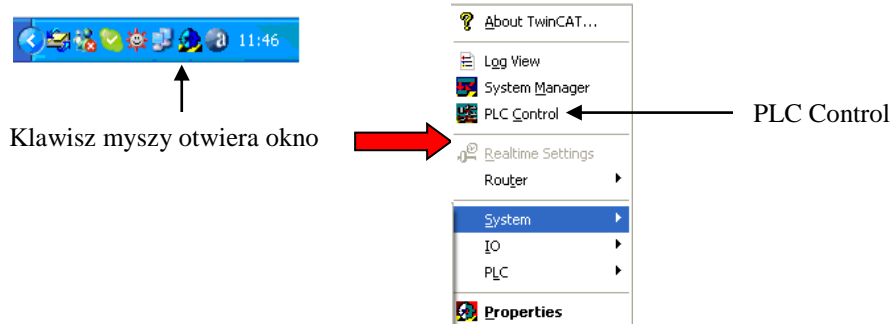 11:46
Klawisz myszy otwiera okno
About TwinCAT...
Log View
System Manager
PLC Control
PLC Control
Realtime Settings
Router
System
IO
PLC
Properties